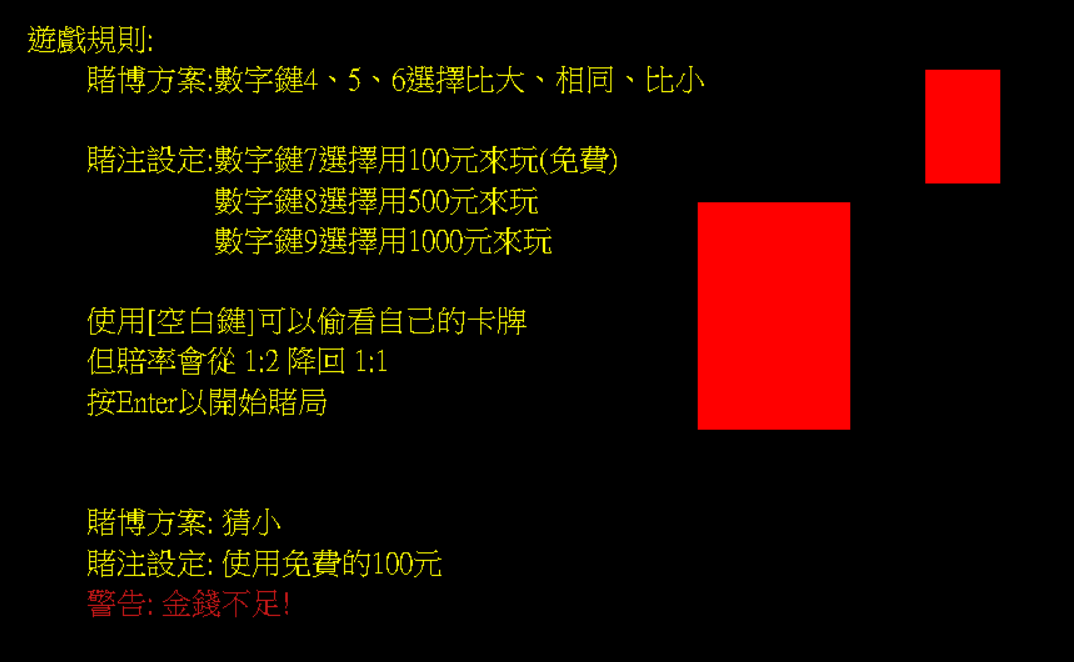 遊戲規則:
賭博方案:數字鍵4、5、6選擇比大、相同、比小
賭注設定:數字鍵7選擇用100元來玩(免費)
數字鍵8選擇用500元來玩
數字鍵9選擇用1000元來玩
使用[空白鍵]可以偷看自己的卡牌
但賠率會從 1:2 降回 1:1
按Enter以開始賭局
賭博方案: 猜小
賭注設定: 使用免費的100元
警告: 金錢不足!